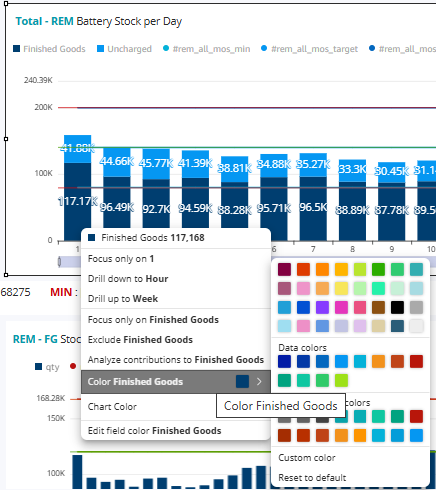 Total - REM Battery Stock per Day
Finished Goods Uncharged #rem_all_mos_min #rem_all_mos_target #rem_all_mos
240.39K
200K
41.88K 44.66K 45.77K 41.39K 38.81K 34.88K 35.27K 33.3K 30.45K 31.1
100K
117.17K 96.49K 92.7K 94.59K 88.28K 95.71K 96.5K 88.89K 87.78K 89.5
0
7 8 9 10
Finished Goods 117,168
Focus only on 1
Drill down to Hour
Drill up to Week
Focus only on Finished Goods
Exclude Finished Goods
Analyze contributions to Finished Goods
Color Finished Goods
Chart Color
Edit field color Finished Goods
Data colors
Color Finished Goods
colors
Custom color
Reset to default
68275 MIN :
REM - FG Stoc
qty
168.28K
150K
100K